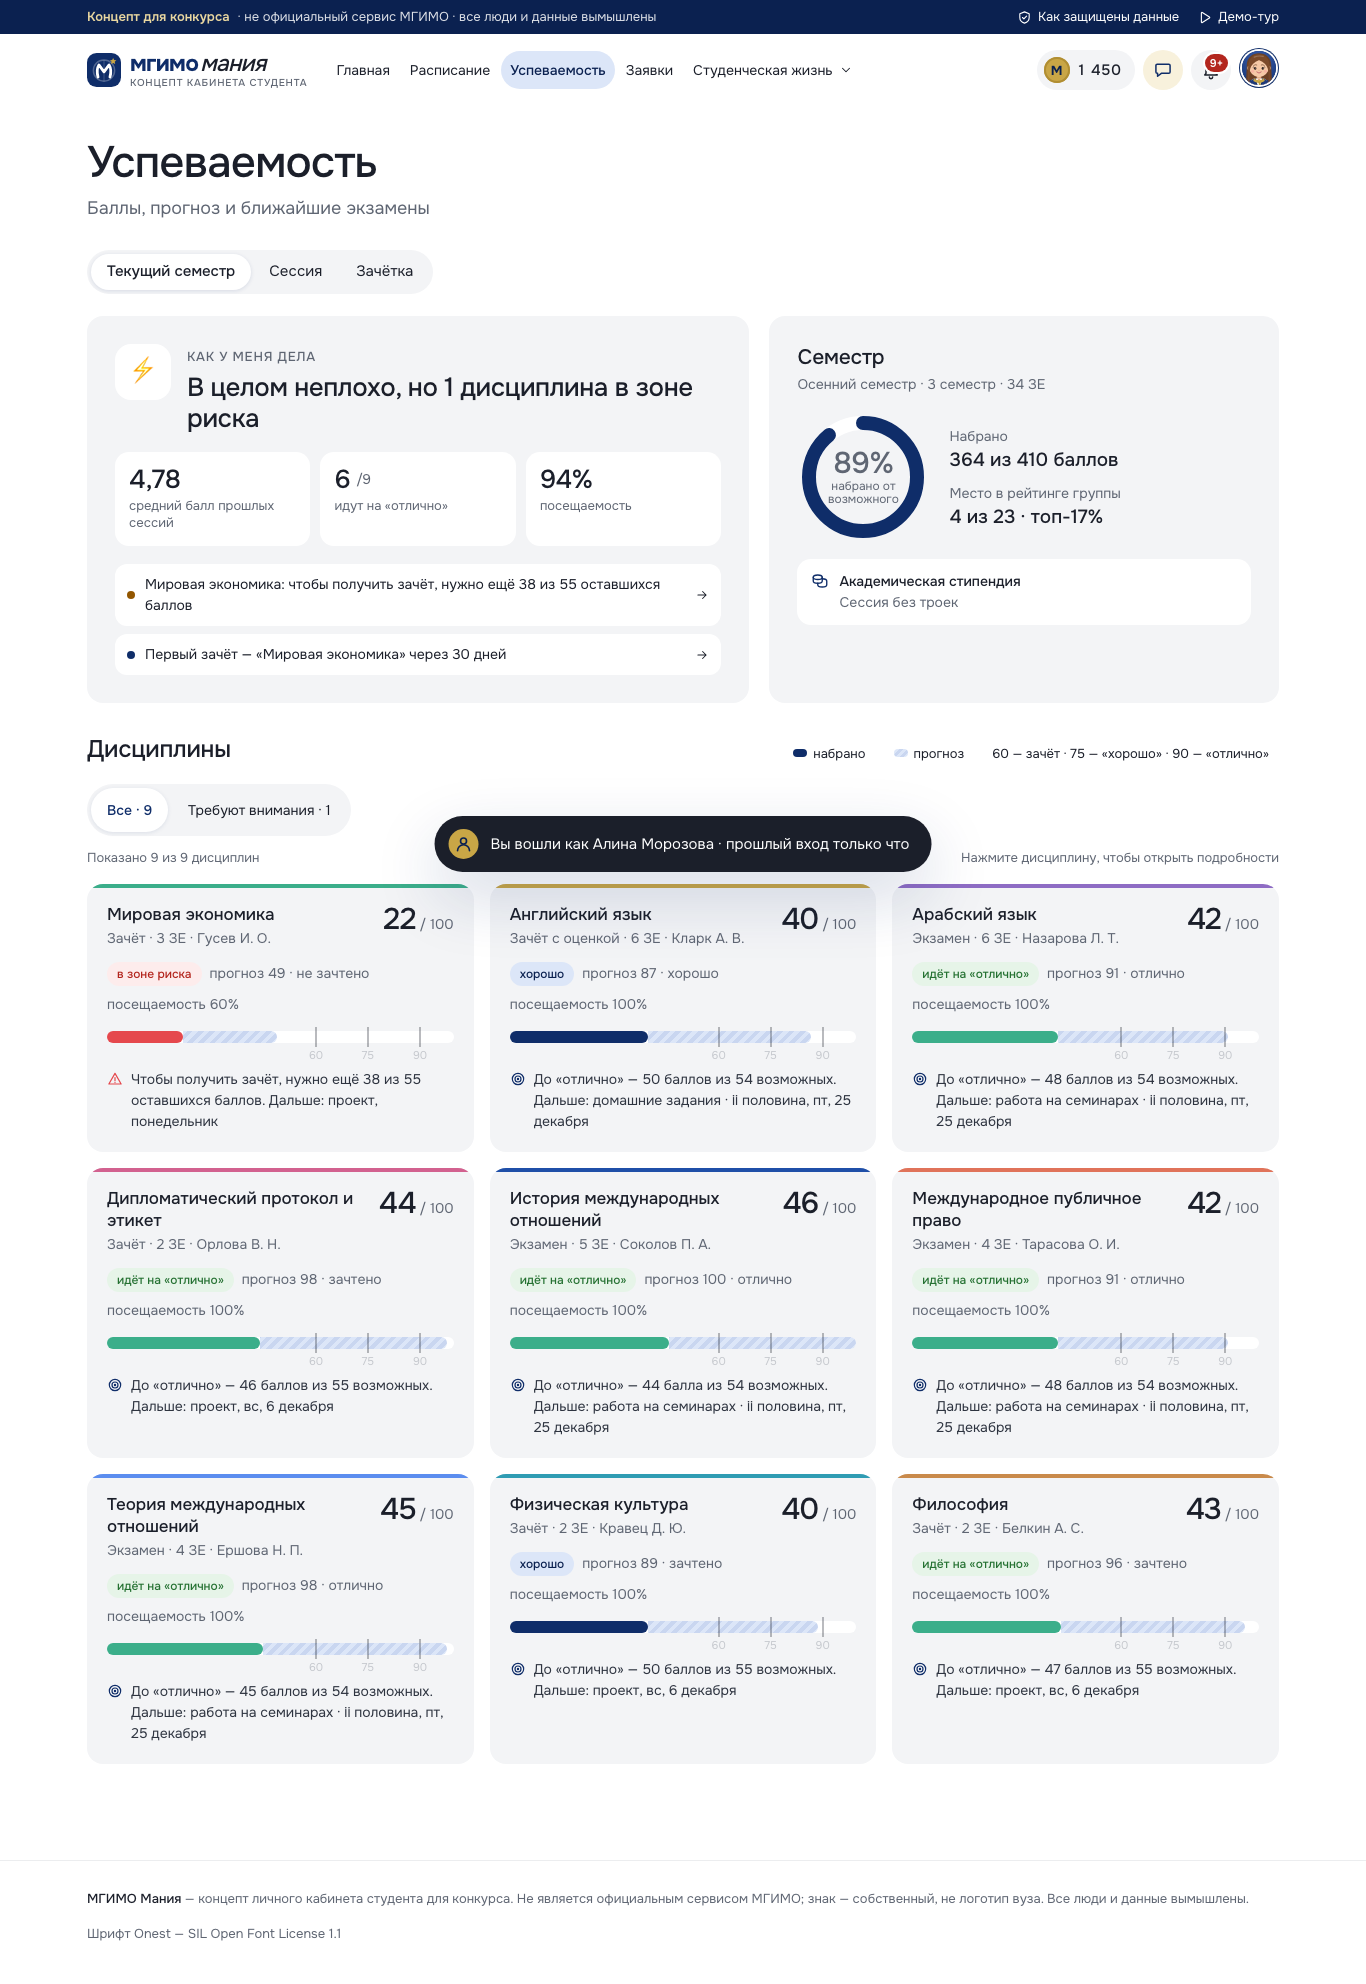 Концепт для конкурса · не официальный сервис МГИМО · все люди и данные вымышлены
Как защищены данные
Демо-тур
МГИМО Мания
КОНЦЕПТ КАБИНЕТА СТУДЕНТА
Главная
Расписание
Успеваемость
Заявки
Студенческая жизнь
М 1 450
9+
Успеваемость
Баллы, прогноз и ближайшие экзамены
Текущий семестр
Сессия
Зачётка
КАК У МЕНЯ ДЕЛА
В целом неплохо, но 1 дисциплина в зоне
риска
4,78
средний балл прошлых
сессий
6 /9
идут на «отлично»
94%
посещаемость
Мировая экономика: чтобы получить зачёт, нужно ещё 38 из 55 оставшихся
баллов
Первый зачёт — «Мировая экономика» через 30 дней
Семестр
Осенний семестр · 3 семестр · 34 ЗЕ
89%
набрано от
возможного
Набрано
364 из 410 баллов
Место в рейтинге группы
4 из 23 · топ-17%
Академическая стипендия
Сессия без троек
Дисциплины
набрано
прогноз
60 — зачёт · 75 — «хорошо» · 90 — «отлично»
Все · 9
Требуют внимания · 1
Вы вошли как Алина Морозова · прошлый вход только что
Показано 9 из 9 дисциплин
Нажмите дисциплину, чтобы открыть подробности
Мировая экономика
22 / 100
Зачёт · 3 ЗЕ · Гусев И. О.
в зоне риска прогноз 49 · не зачтено
посещаемость 60%
60 75 90
Чтобы получить зачёт, нужно ещё 38 из 55
оставшихся баллов. Дальше: проект,
понедельник
Английский язык
40 / 100
Зачёт с оценкой · 6 ЗЕ · Кларк А. В.
хорошо прогноз 87 · хорошо
посещаемость 100%
60 75 90
До «отлично» — 50 баллов из 54 возможных.
Дальше: домашние задания · ii половина, пт, 25
декабря
Арабский язык
42 / 100
Экзамен · 6 ЗЕ · Назарова Л. Т.
идёт на «отлично» прогноз 91 · отлично
посещаемость 100%
60 75 90
До «отлично» — 48 баллов из 54 возможных.
Дальше: работа на семинарах · ii половина, пт,
25 декабря
Дипломатический протокол и
этикет
44 / 100
Зачёт · 2 ЗЕ · Орлова В. Н.
идёт на «отлично» прогноз 98 · зачтено
посещаемость 100%
60 75 90
До «отлично» — 46 баллов из 55 возможных.
Дальше: проект, вс, 6 декабря
История международных
отношений
46 / 100
Экзамен · 5 ЗЕ · Соколов П. А.
идёт на «отлично» прогноз 100 · отлично
посещаемость 100%
60 75 90
До «отлично» — 44 балла из 54 возможных.
Дальше: работа на семинарах · ii половина, пт,
25 декабря
Международное публичное
право
42 / 100
Экзамен · 4 ЗЕ · Тарасова О. И.
идёт на «отлично» прогноз 91 · отлично
посещаемость 100%
60 75 90
До «отлично» — 48 баллов из 54 возможных.
Дальше: работа на семинарах · ii половина, пт,
25 декабря
Теория международных
отношений
45 / 100
Экзамен · 4 ЗЕ · Ершова Н. П.
идёт на «отлично» прогноз 98 · отлично
посещаемость 100%
60 75 90
До «отлично» — 45 баллов из 54 возможных.
Дальше: работа на семинарах · ii половина, пт,
25 декабря
Физическая культура
40 / 100
Зачёт · 2 ЗЕ · Кравец Д. Ю.
хорошо прогноз 89 · зачтено
посещаемость 100%
60 75 90
До «отлично» — 50 баллов из 55 возможных.
Дальше: проект, вс, 6 декабря
Философия
43 / 100
Зачёт · 2 ЗЕ · Белкин А. С.
идёт на «отлично» прогноз 96 · зачтено
посещаемость 100%
60 75 90
До «отлично» — 47 баллов из 55 возможных.
Дальше: проект, вс, 6 декабря
МГИМО Мания — концепт личного кабинета студента для конкурса. Не является официальным сервисом МГИМО; знак — собственный, не логотип вуза. Все люди и данные вымышлены.
Шрифт Onest — SIL Open Font License 1.1